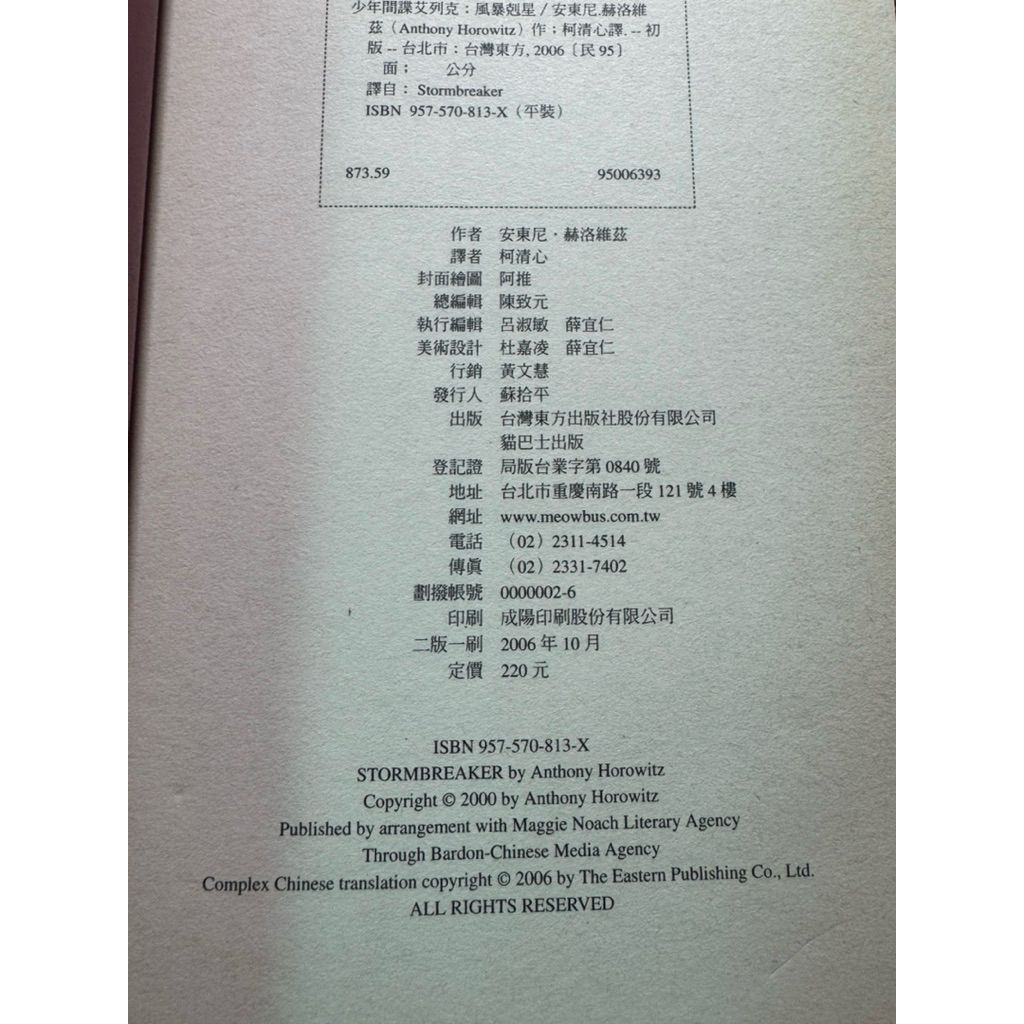 少年間諜艾列克：風暴剋星／安東尼.赫洛維
茲（Anthony Horowitz）作；柯清心譯. -- 初
版 -- 台北市：台灣東方, 2006〔民 95〕
面； 公分
譯自： Stormbreaker
ISBN 957-570-813-X（平裝）
873.59 95006393
作者 安東尼．赫洛維茲
譯者 柯清心
封面繪圖 阿推
總編輯 陳致元
執行編輯 呂淑敏 薛宜仁
美術設計 杜嘉凌 薛宜仁
行銷 黃文慧
發行人 蘇拾平
出版 台灣東方出版社股份有限公司
貓巴士出版
登記證 局版台業字第 0840 號
地址 台北市重慶南路一段 121 號 4 樓
網址 www.meowbus.com.tw
電話 （02）2311-4514
傳真 （02）2331-7402
劃撥帳號 0000002-6
印刷 成陽印刷股份有限公司
二版一刷 2006 年 10 月
定價 220 元
ISBN 957-570-813-X
STORMBREAKER by Anthony Horowitz
Copyright © 2000 by Anthony Horowitz
Published by arrangement with Maggie Noach Literary Agency
Through Bardon-Chinese Media Agency
Complex Chinese translation copyright © 2006 by The Eastern Publishing Co., Ltd.
ALL RIGHTS RESERVED